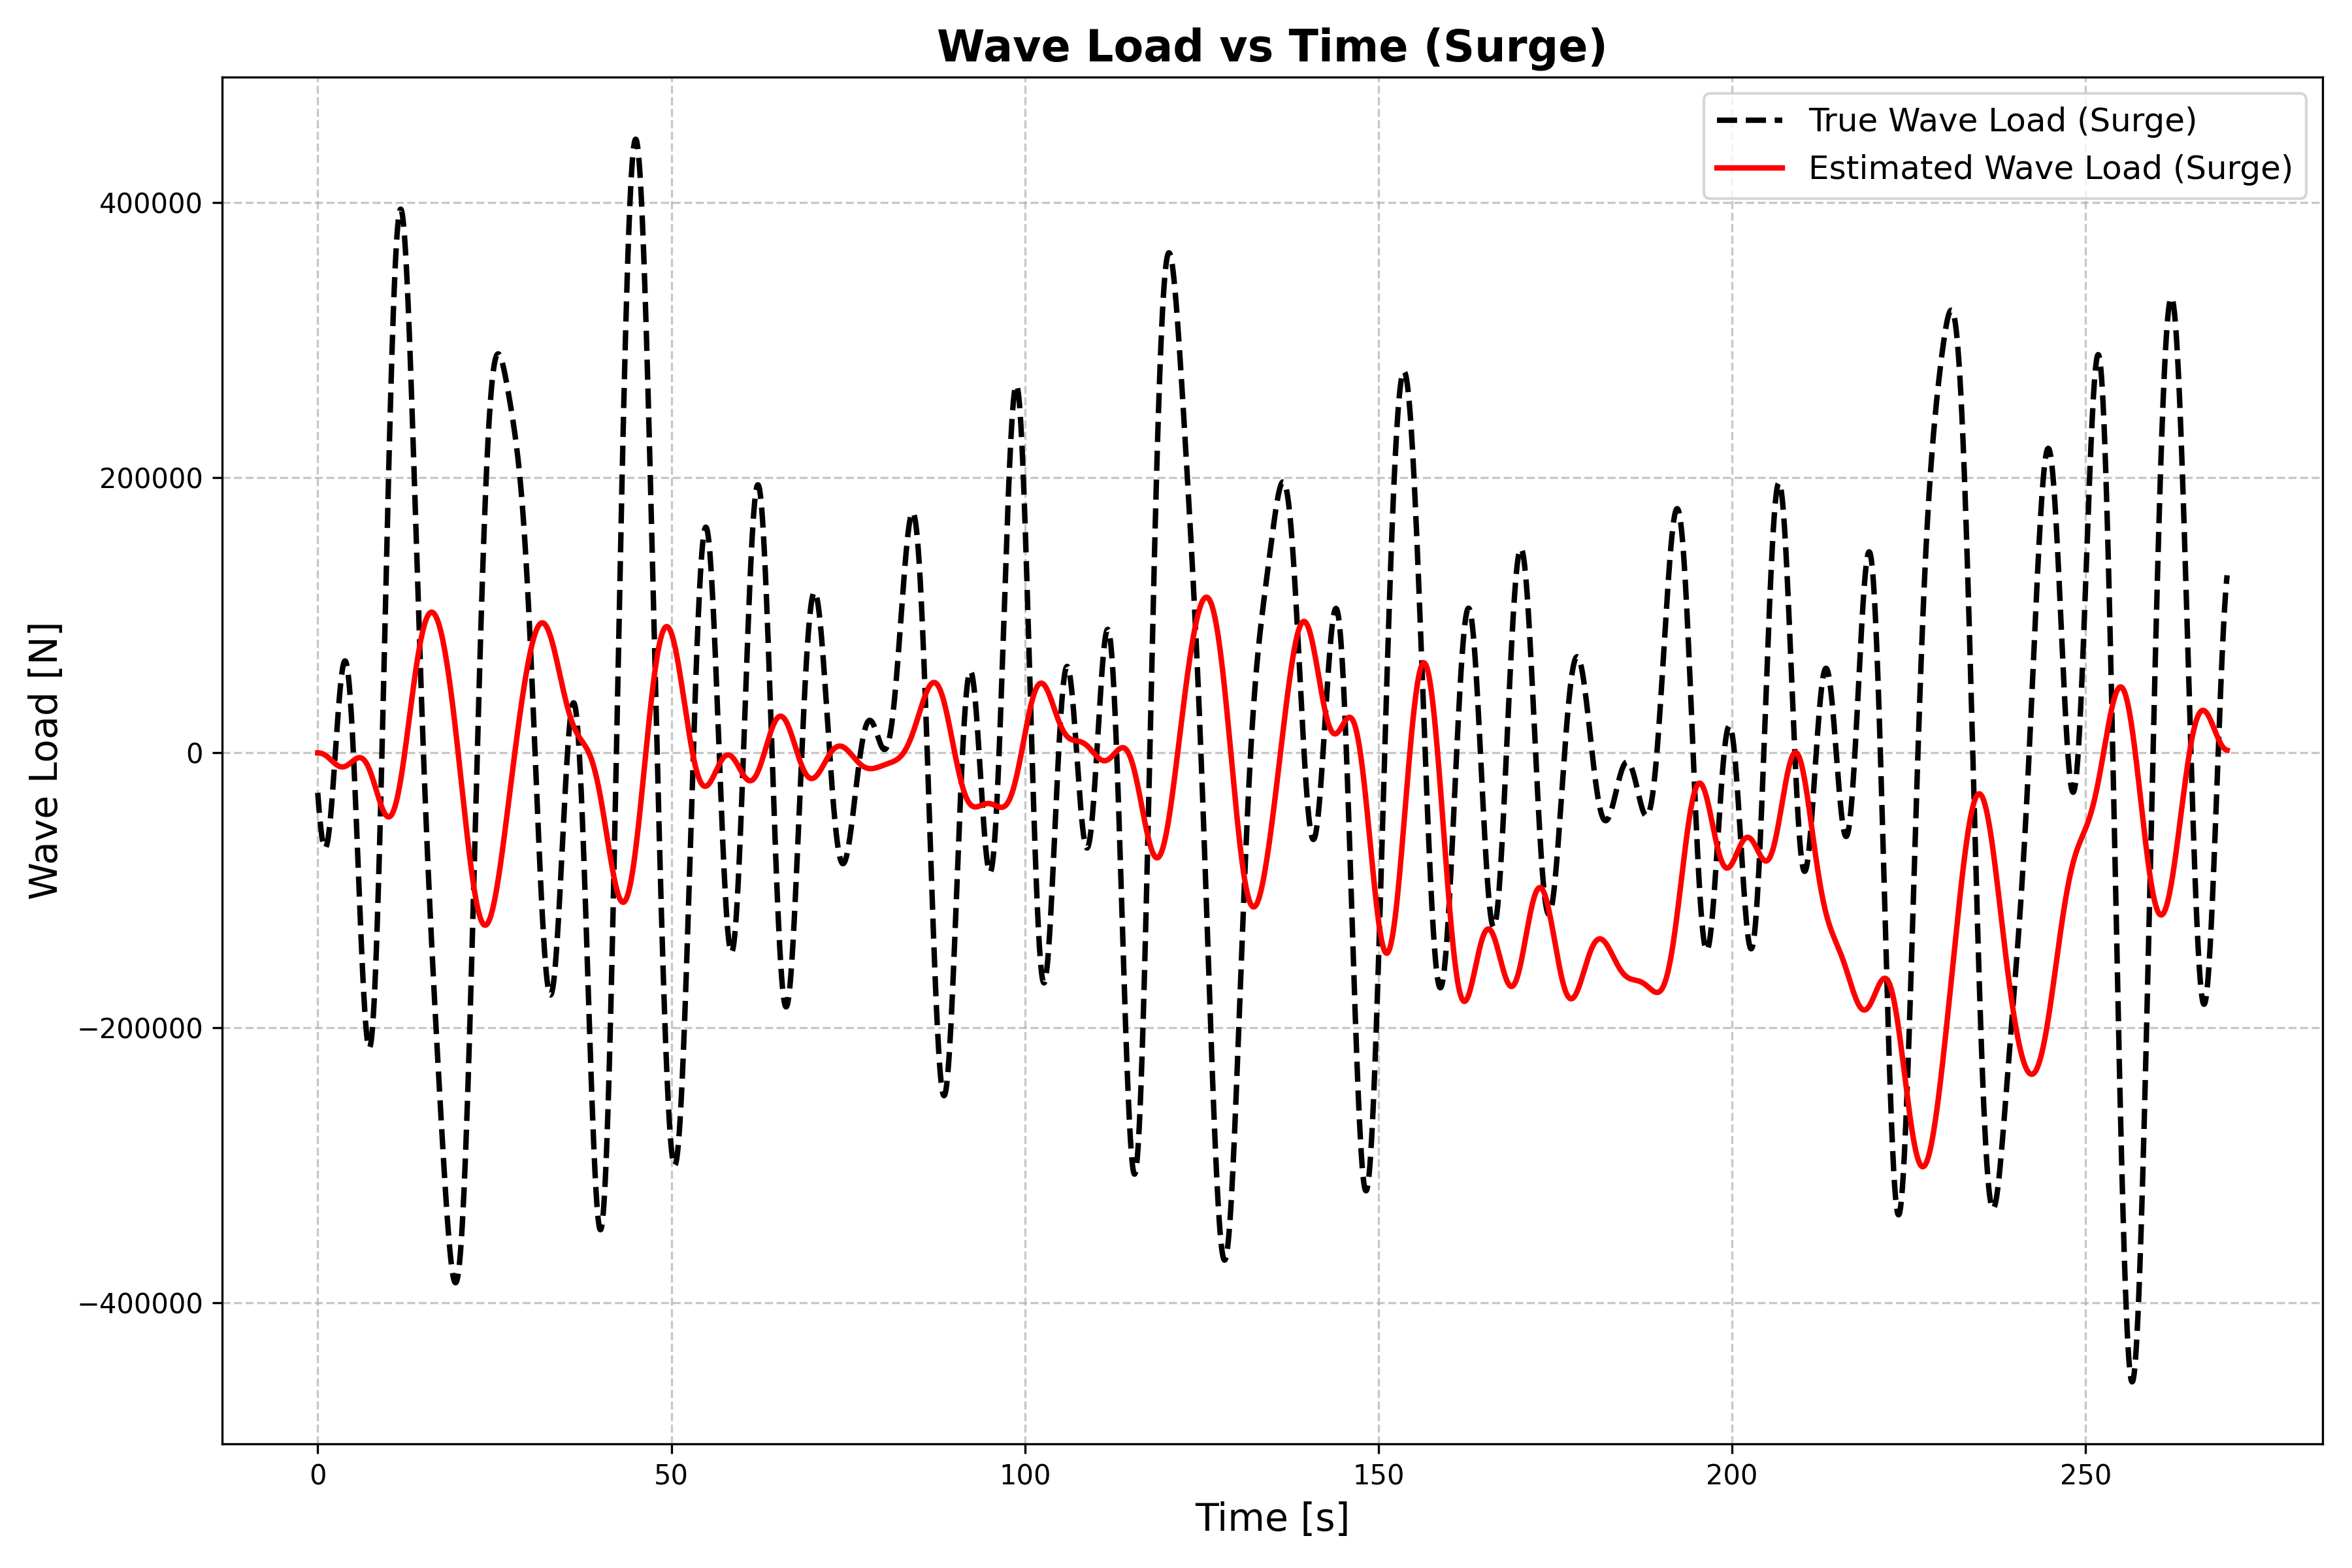 Wave Load vs Time (Surge)
True Wave Load (Surge)
Estimated Wave Load (Surge)
Wave Load [N]
400000
200000
0
−200000
−400000
0 50 100 150 200 250
Time [s]